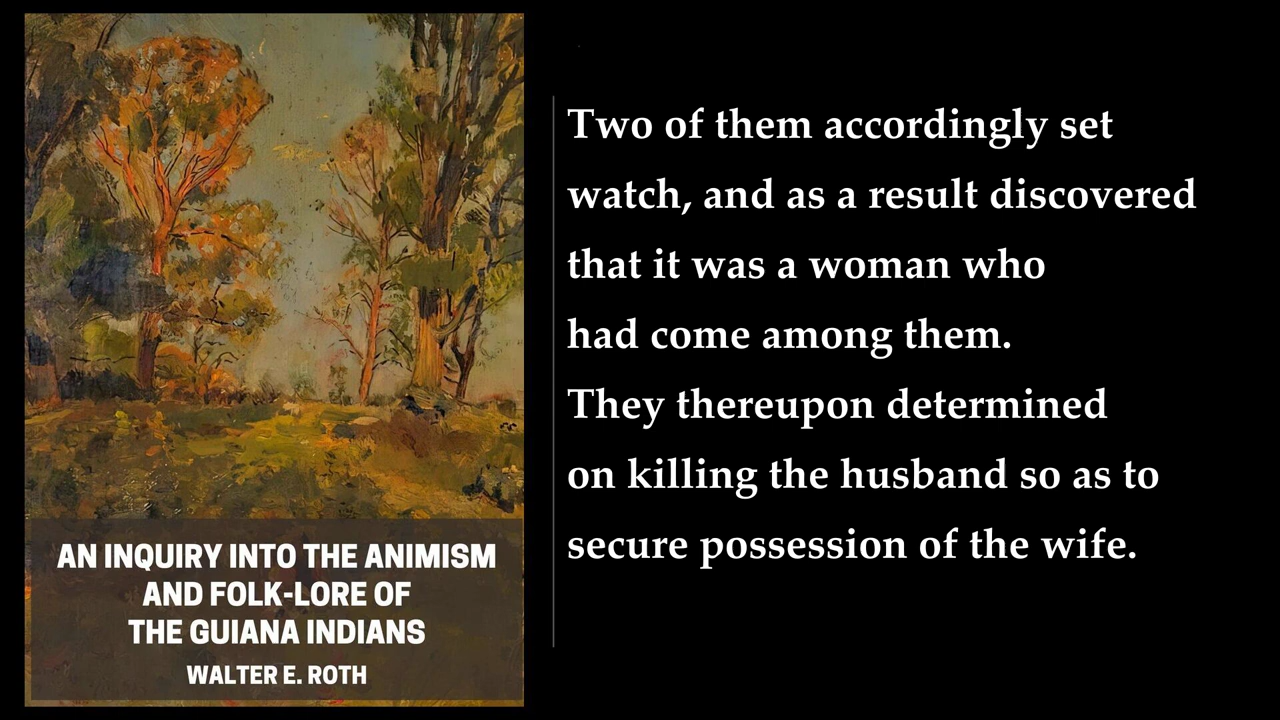 Two of them accordingly set
watch, and as a result discovered
that it was a woman who
had come among them.
They thereupon determined
on killing the husband so as to
secure possession of the wife.
AN INQUIRY INTO THE ANIMISM
AND FOLK-LORE OF
THE GUIANA INDIANS
WALTER E. ROTH